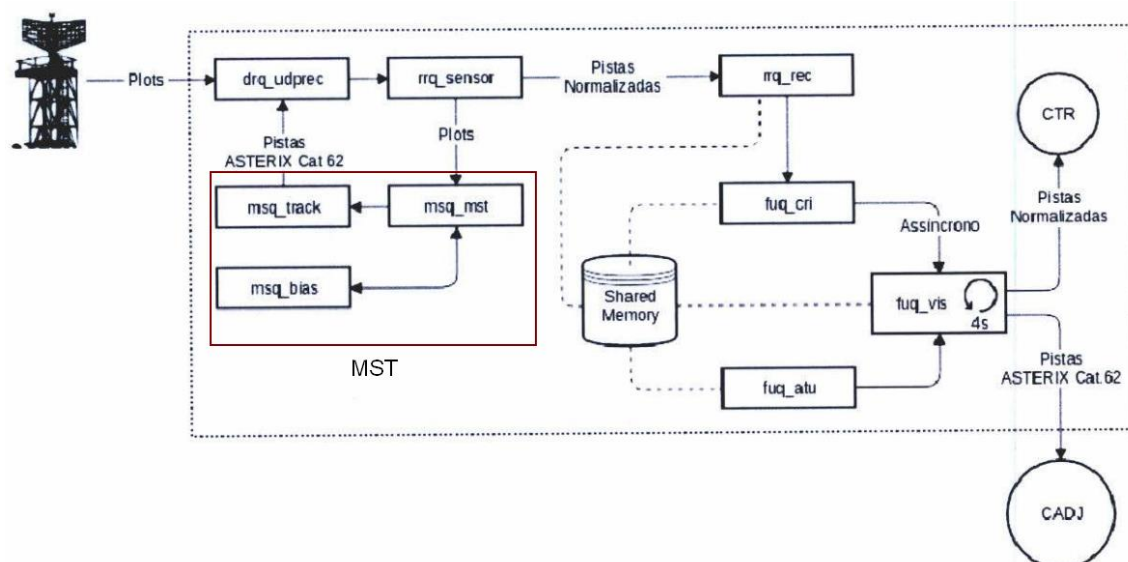 Plots
drq_udprec
rrq_sensor
Pistas
Normalizadas
rrq_rec
CTR
Pistas
ASTERIX Cat 62
Plots
msq_track
msq_mst
fuq_cri
Pistas
Normalizadas
Assíncrono
msq_bias
Shared
Memory
fuq_vis
4s
MST
fuq_atu
Pistas
ASTERIX Cat.62
CADJ